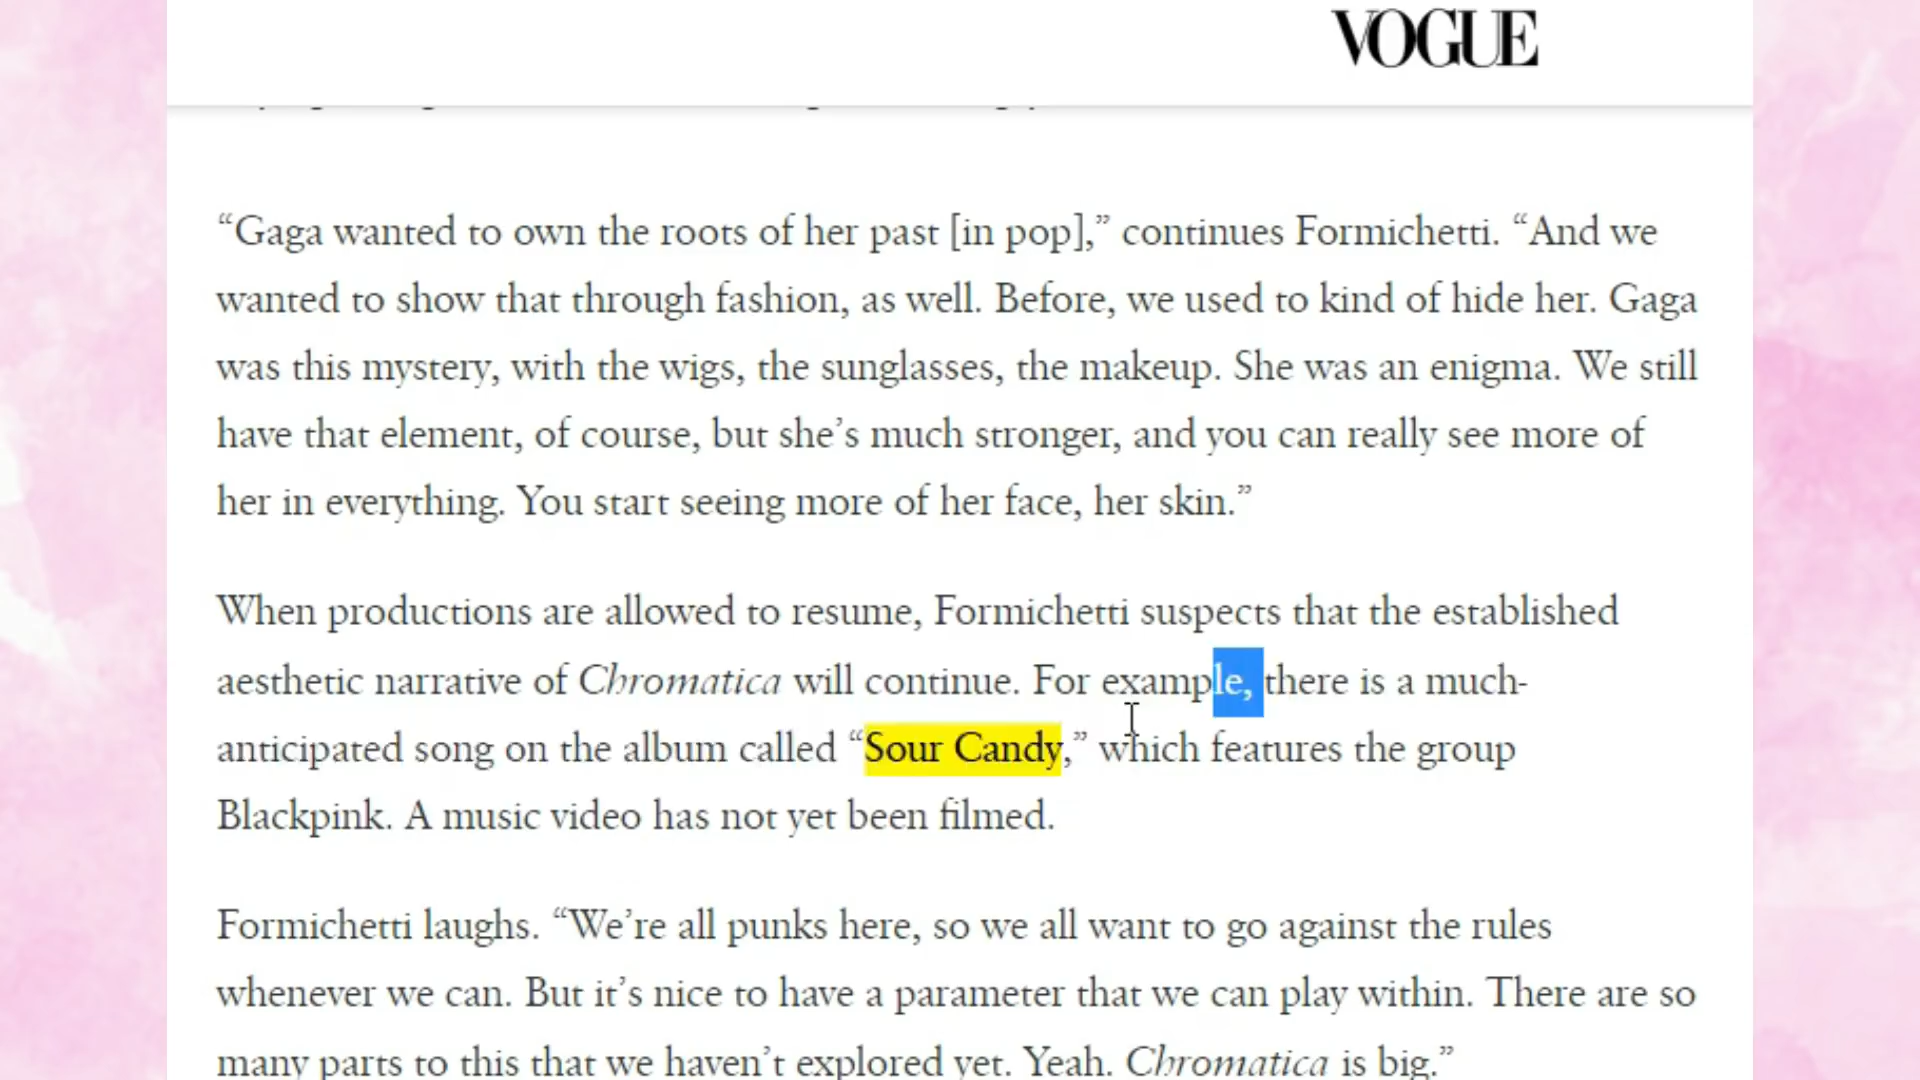 VOGUE
“Gaga wanted to own the roots of her past [in pop],” continues Formichetti. “And we
wanted to show that through fashion, as well. Before, we used to kind of hide her. Gaga
was this mystery, with the wigs, the sunglasses, the makeup. She was an enigma. We still
have that element, of course, but she’s much stronger, and you can really see more of
her in everything. You start seeing more of her face, her skin.”
When productions are allowed to resume, Formichetti suspects that the established
aesthetic narrative of Chromatica will continue. For example, there is a much-
anticipated song on the album called “Sour Candy,” which features the group
Blackpink. A music video has not yet been filmed.
Formichetti laughs. “We’re all punks here, so we all want to go against the rules
whenever we can. But it’s nice to have a parameter that we can play within. There are so
many parts to this that we haven’t explored yet. Yeah. Chromatica is big.”